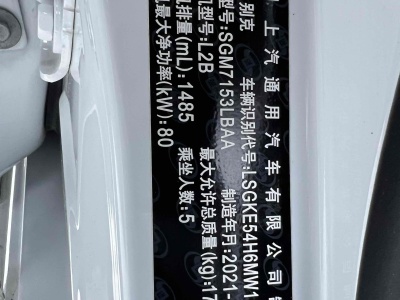 上汽通用汽车有限公司
别克 车辆识别代号:LSGKE54H6MW1
型号:SGM7153LBAA 制造年月:2021-
机型号:L2B 最大允许总质量(kg):17
排量(mL):1485 乘坐人数:5
最大净功率(kW):80